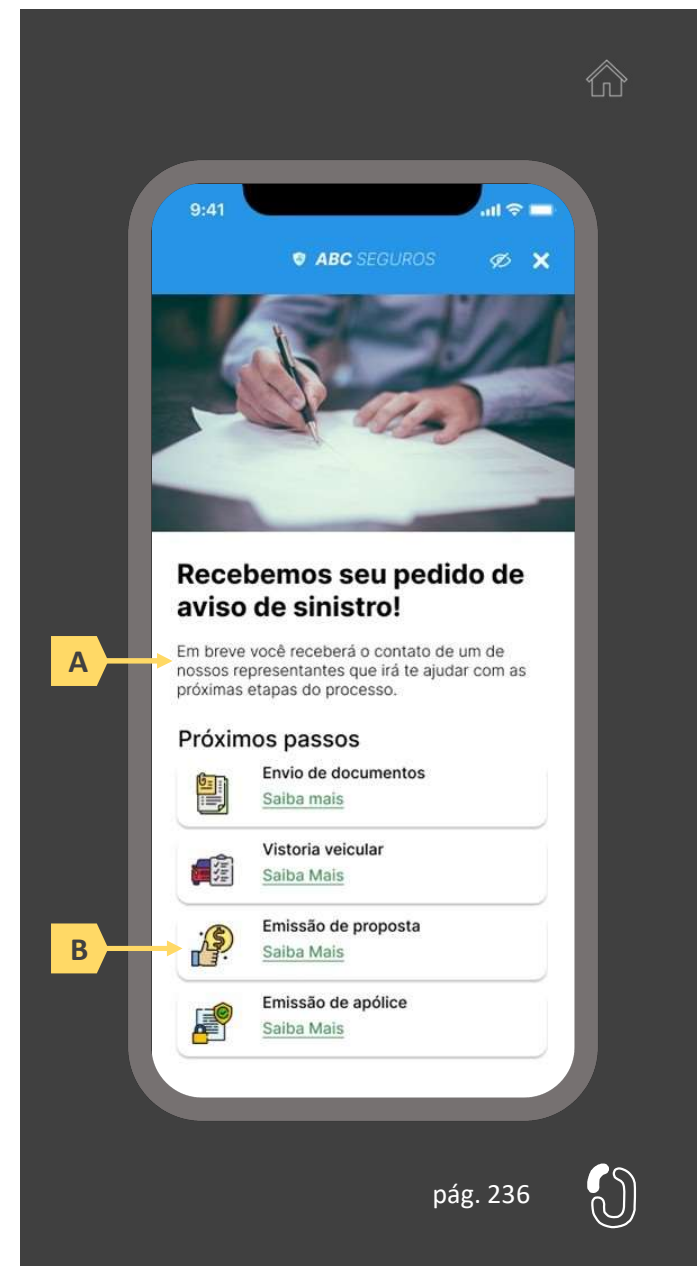 9:41
ABC SEGUROS
Recebemos seu pedido de
aviso de sinistro!
A
Em breve você receberá o contato de um de
nossos representantes que irá te ajudar com as
próximas etapas do processo.
Próximos passos
Envio de documentos
Saiba mais
Vistoria veicular
Saiba Mais
B
Emissão de proposta
Saiba Mais
Emissão de apólice
Saiba Mais
pág. 236